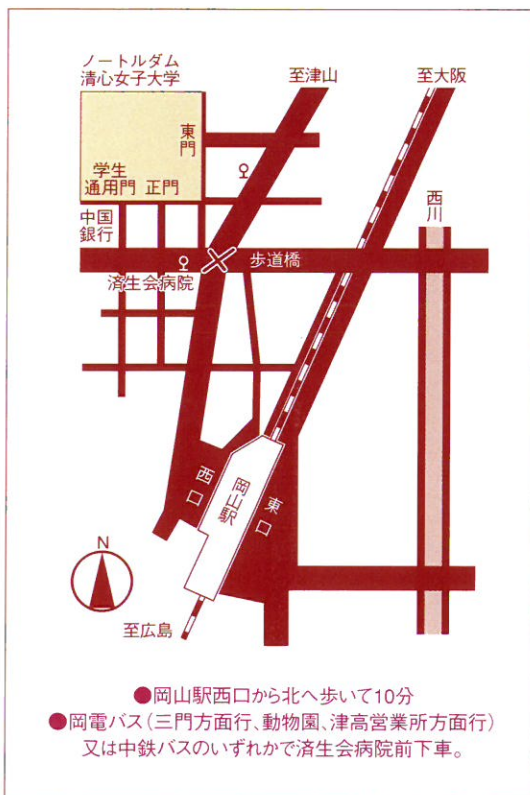 ノートルダム
清心女子大学
至津山
至大阪
東門
学生
通用門
正門
西川
中国
銀行
歩道橋
済生会病院
西口
岡山駅
東口
N
至広島
●岡山駅西口から北へ歩いて10分
●岡電バス(三門方面行、動物園、津高営業所方面行)
又は中鉄バスのいずれかで済生会病院前下車。